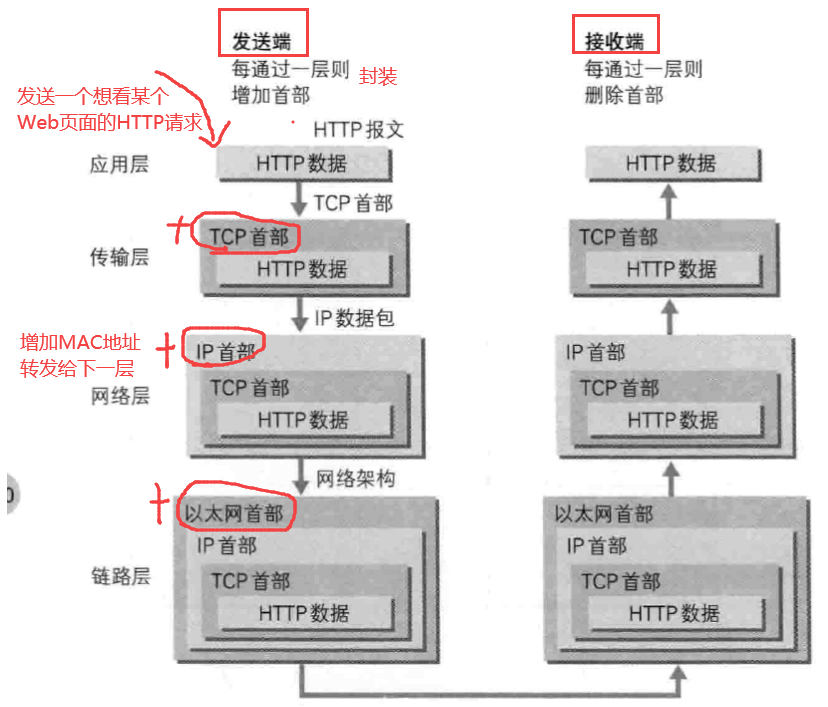 发送端
每通过一层则
增加首部
封装
接收端
每通过一层则
删除首部
发送一个想看某个
Web页面的HTTP请求
HTTP 报文
应用层
HTTP 数据
HTTP 数据
TCP 首部
传输层
TCP 首部
HTTP 数据
TCP 首部
HTTP 数据
IP 数据包
增加MAC地址
转发给下一层
网络层
IP 首部
TCP 首部
HTTP 数据
IP 首部
TCP 首部
HTTP 数据
网络架构
链路层
以太网首部
IP 首部
TCP 首部
HTTP 数据
以太网首部
IP 首部
TCP 首部
HTTP 数据